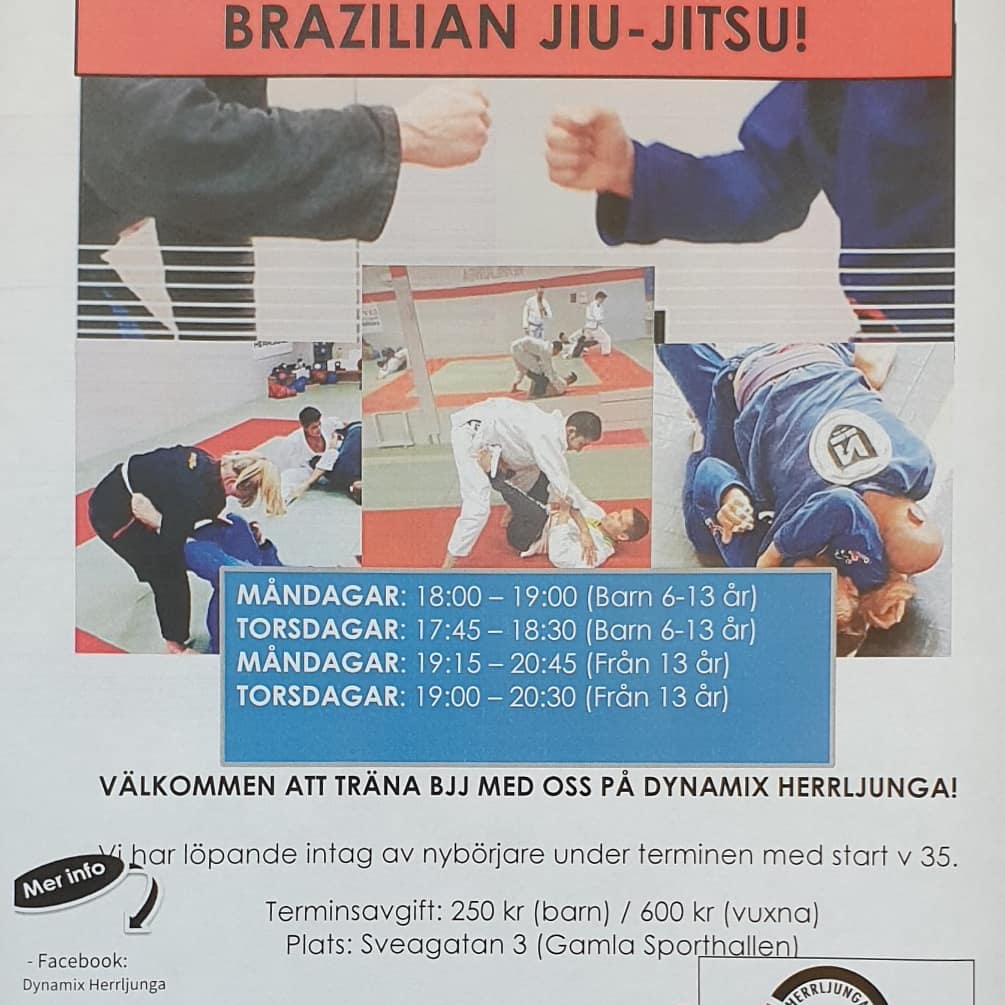 BRAZILIAN JIU-JITSU!
MÅNDAGAR: 18:00 – 19:00 (Barn 6-13 år)
TORSDAGAR: 17:45 – 18:30 (Barn 6-13 år)
MÅNDAGAR: 19:15 – 20:45 (Från 13 år)
TORSDAGAR: 19:00 – 20:30 (Från 13 år)
VÄLKOMMEN ATT TRÄNA BJJ MED OSS PÅ DYNAMIX HERRLJUNGA!
Vi har löpande intag av nybörjare under terminen med start v 35.
Mer info
Terminsavgift: 250 kr (barn) / 600 kr (vuxna)
Plats: Sveagatan 3 (Gamla Sporthallen)
- Facebook:
Dynamix Herrljunga
HERRLJUNGA